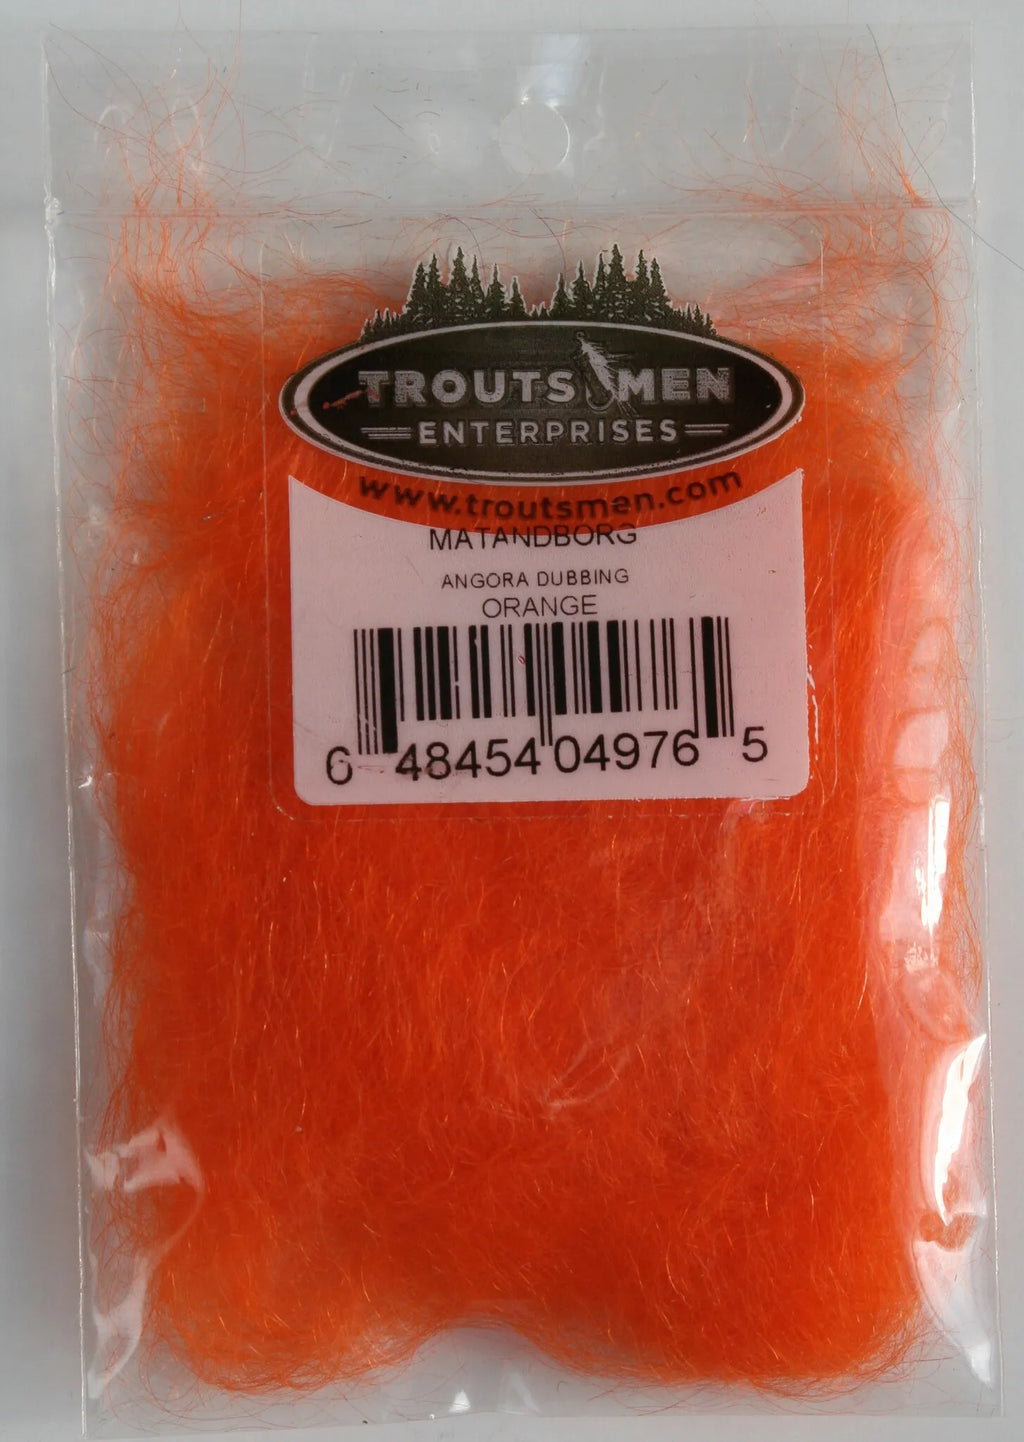 TROUTSMEN
ENTERPRISES
www.troutsmen.com
MATANDBORG
ANGORA DUBBING
ORANGE
6 48454 04976 5